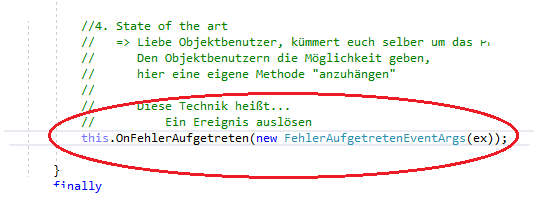 //4. State of the art
// => Liebe Objektbenutzer, kümmert euch selber um das
// Den Objektbenutzern die Möglichkeit geben,
// hier eine eigene Methode "anzuhängen"
//
// Diese Technik heißt...
// Ein Ereignis auslösen
this.OnFehlerAufgetreten(new FehlerAufgetretenEventArgs(ex));
}
finally